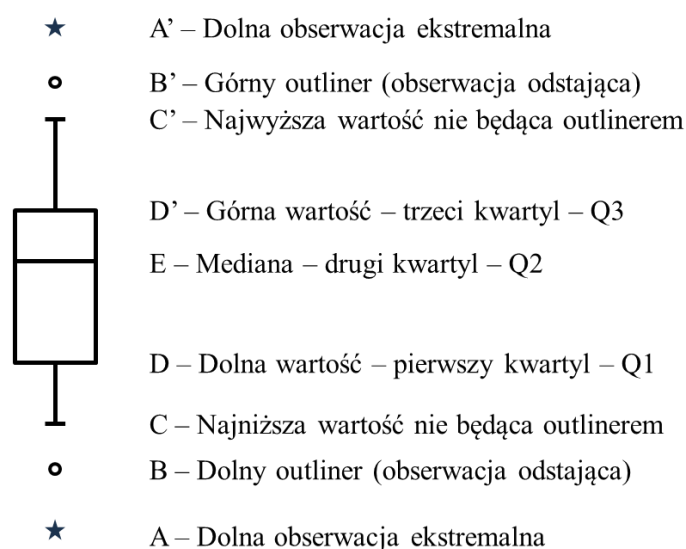 A’ – Dolna obserwacja ekstremalna
B’ – Górny outliner (obserwacja odstająca)
C’ – Najwyższa wartość nie będąca outlinerem
D’ – Górna wartość – trzeci kwartyl – Q3
E – Mediana – drugi kwartyl – Q2
D – Dolna wartość – pierwszy kwartyl – Q1
C – Najniższa wartość nie będąca outlinerem
B – Dolny outliner (obserwacja odstająca)
A – Dolna obserwacja ekstremalna